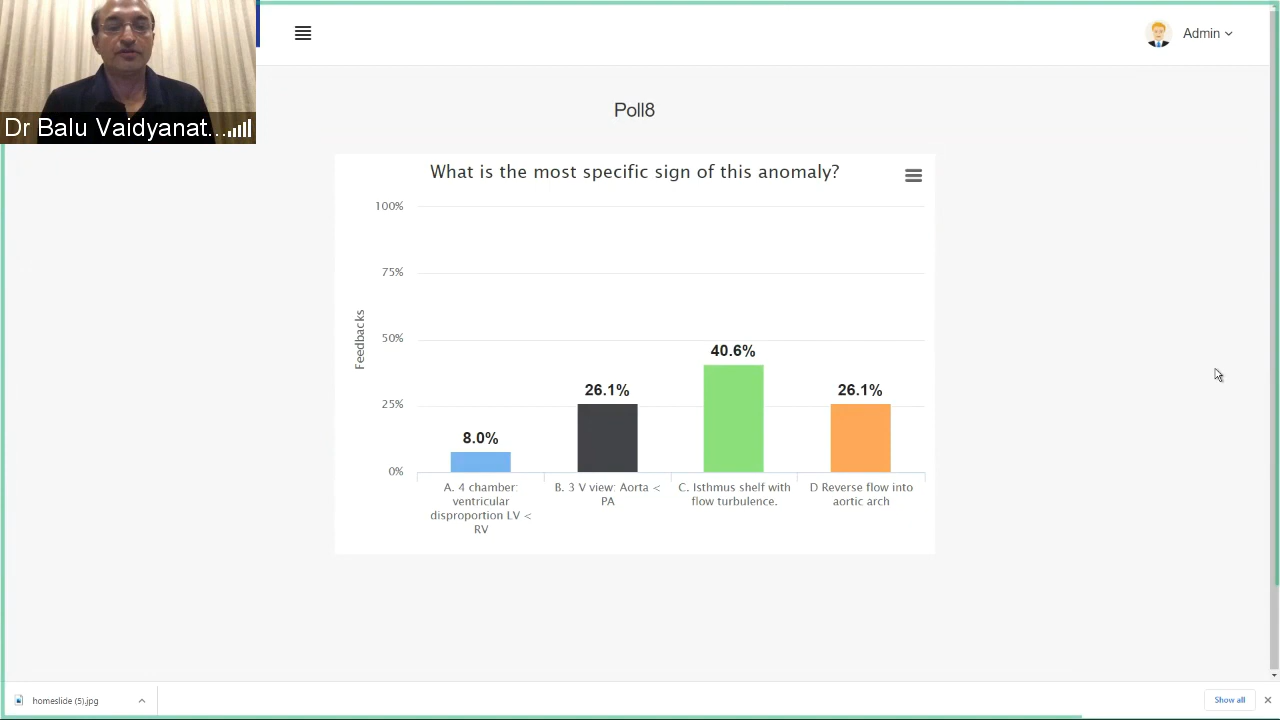 Dr Balu Vaidyanat...
Admin
Poll8
What is the most specific sign of this anomaly?
100%
75%
50%
25%
0%
Feedbacks
8.0%
26.1%
40.6%
26.1%
A. 4 chamber:
ventricular
disproportion LV <
RV
B. 3 V view: Aorta <
PA
C. Isthmus shelf with
flow turbulence.
D Reverse flow into
aortic arch
homeslide (5).jpg
Show all